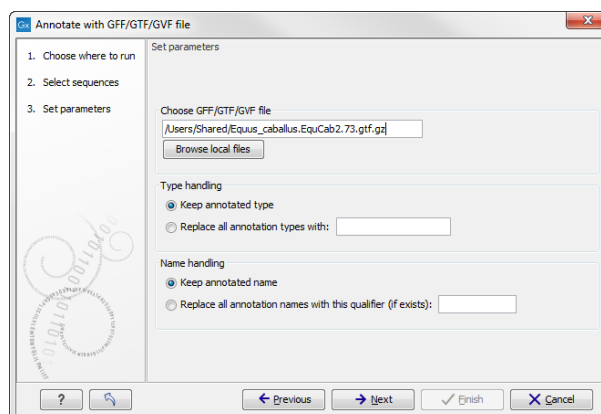 Gx Annotate with GFF/GTF/GVF file
1. Choose where to run
2. Select sequences
3. Set parameters
Set parameters
Choose GFF/GTF/GVF file
/Users/Shared/Equus_caballus.EquCab2.73.gtf.gz
Browse local files
Type handling
Keep annotated type
Replace all annotation types with:
Name handling
Keep annotated name
Replace all annotation names with this qualifier (if exists):
? Previous Next Finish Cancel